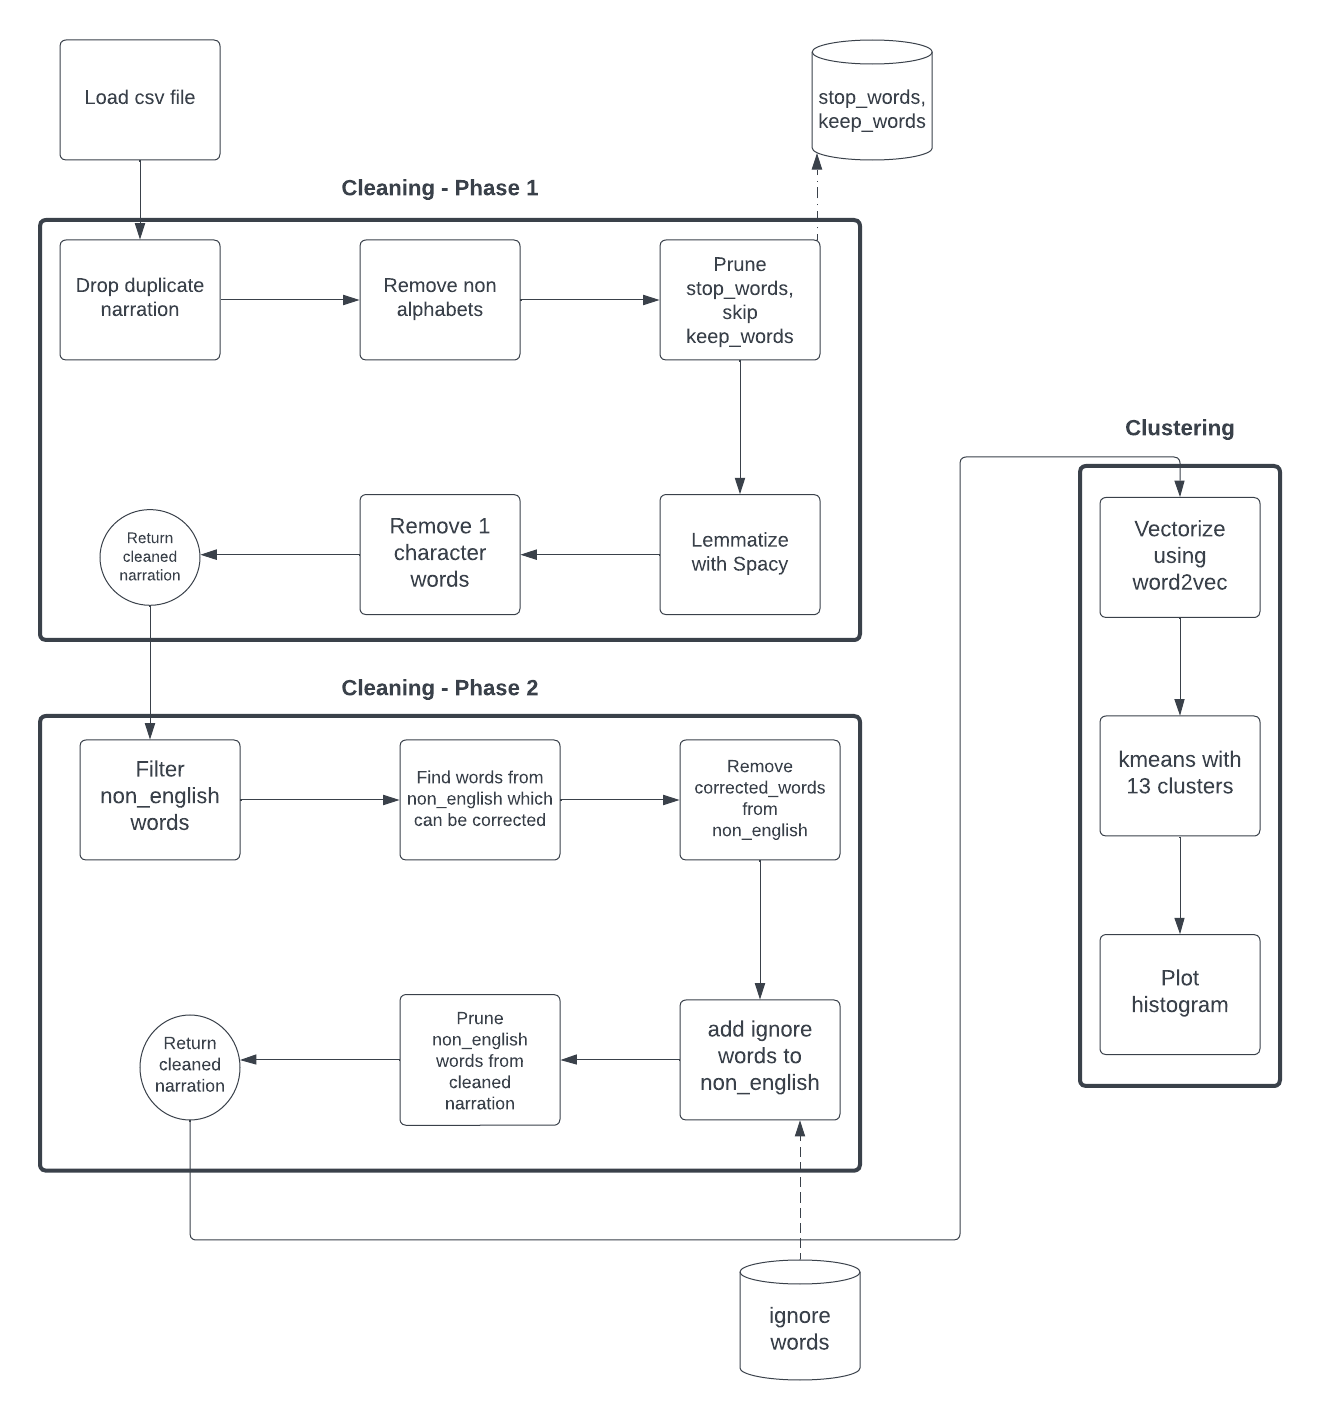 Load csv file
stop_words,
keep_words
Cleaning - Phase 1
Drop duplicate
narration
Remove non
alphabets
Prune
stop_words,
skip
keep_words
Lemmatize
with Spacy
Remove 1
character
words
Return
cleaned
narration
Cleaning - Phase 2
Filter
non_english
words
Find words from
non_english which
can be corrected
Remove
corrected_words
from
non_english
add ignore
words to
non_english
Prune
non_english
words from
cleaned
narration
Return
cleaned
narration
ignore
words
Clustering
Vectorize
using
word2vec
kmeans with
13 clusters
Plot
histogram